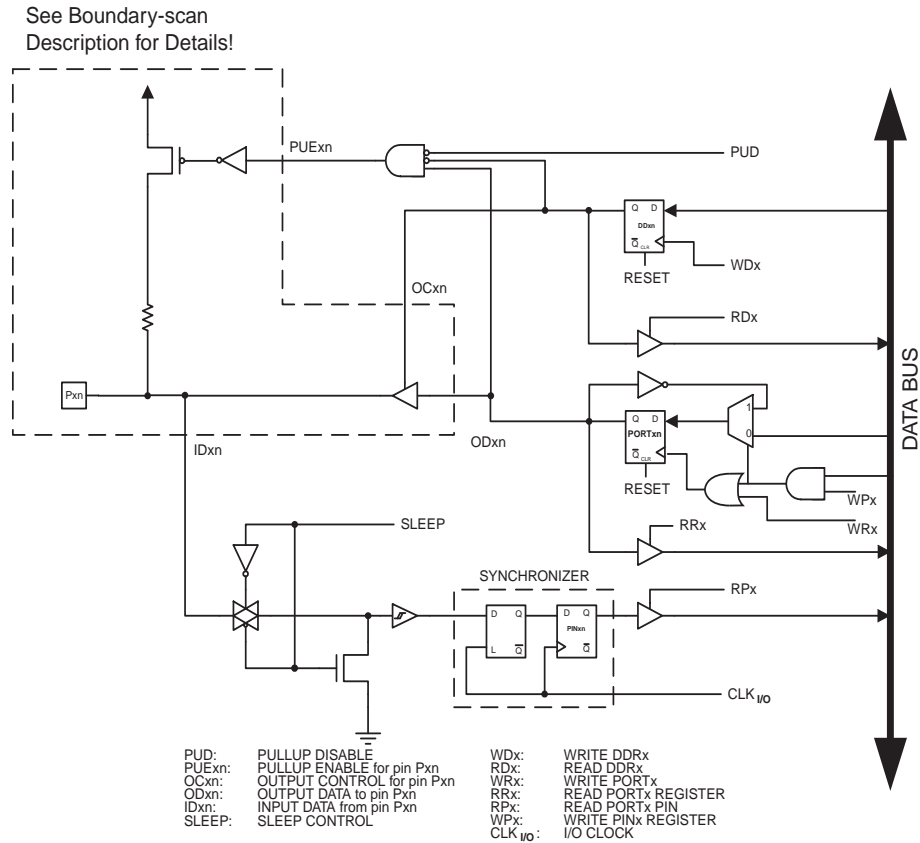 See Boundary-scan
Description for Details!
PUExn
PUD
Q D
DDxn
Q CLR
RESET
WDx
OCxn
RDx
DATA BUS
Pxn
ODxn
IDxn
1
0
Q D
PORTxn
Q CLR
RESET
WPx
WRx
SLEEP
RRx
SYNCHRONIZER
RPx
D Q
L Q
D Q
PINxn
Q
CLK I/O
PUD: PULLUP DISABLE
PUExn: PULLUP ENABLE for pin Pxn
OCxn: OUTPUT CONTROL for pin Pxn
ODxn: OUTPUT DATA to pin Pxn
IDxn: INPUT DATA from pin Pxn
SLEEP: SLEEP CONTROL
WDx: WRITE DDRx
RDx: READ DDRx
WRx: WRITE PORTx
RRx: READ PORTx REGISTER
RPx: READ PORTx PIN
WPx: WRITE PINx REGISTER
CLK I/O : I/O CLOCK